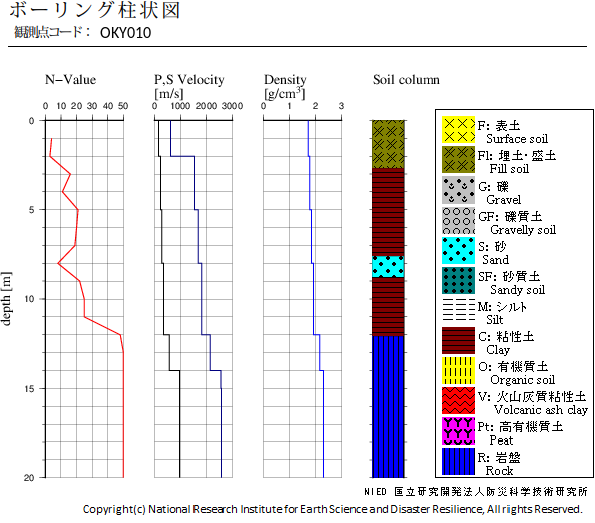 ボーリング柱状図
観測点コード： OKY010
N−Value
P,S Velocity
[m/s]
Density
[g/cm3]
Soil column
0 10 20 30 40 50
0 1000 2000 3000
0 1 2 3
0
5
10
15
20
depth [m]
F: 表土
Surface soil
Fl: 埋土・盛土
Fill soil
G: 礫
Gravel
GF: 礫質土
Gravelly soil
S: 砂
Sand
SF: 砂質土
Sandy soil
M: シルト
Silt
C: 粘性土
Clay
O: 有機質土
Organic soil
V: 火山灰質粘性土
Volcanic ash clay
Pt: 高有機質土
Peat
R: 岩盤
Rock
NIED 国立研究開発法人防災科学技術研究所
Copyright(c) National Research Institute for Earth Science and Disaster Resilience, All rights Reserved.